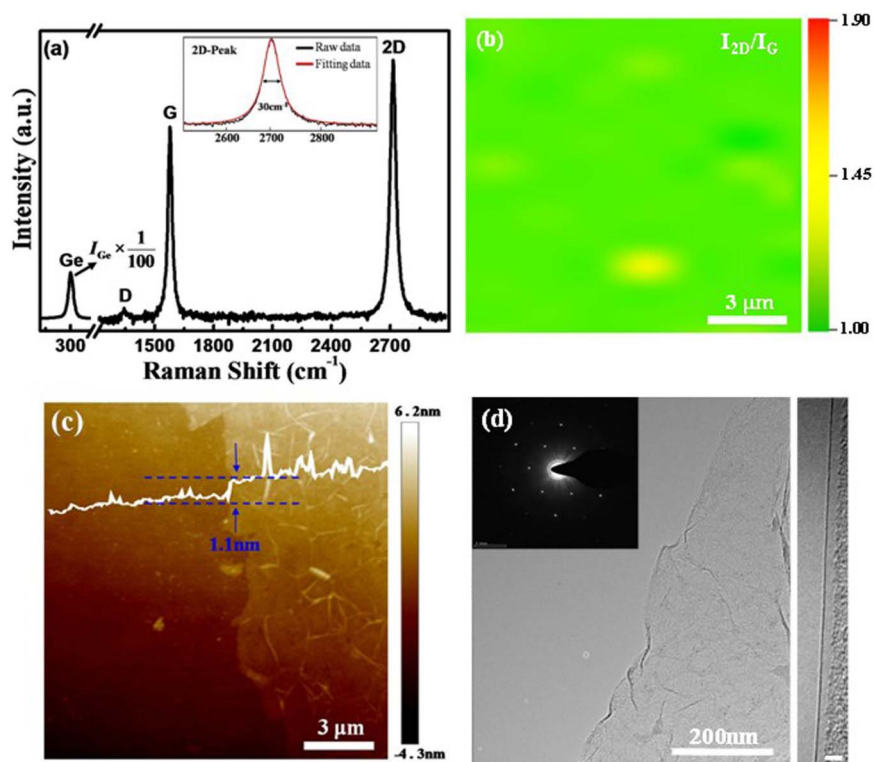 (a)
2D-Peak
Raw data
Fitting data
30cm⁻¹
2600 2700 2800
2D
G
Ge
I_Ge × 1/100
D
Intensity (a.u.)
300 1500 1800 2100 2400 2700
Raman Shift (cm⁻¹)
(b)
I2D/IG
3 μm
1.90
1.45
1.00
(c)
1.1nm
3 μm
6.2nm
-4.3nm
(d)
200nm